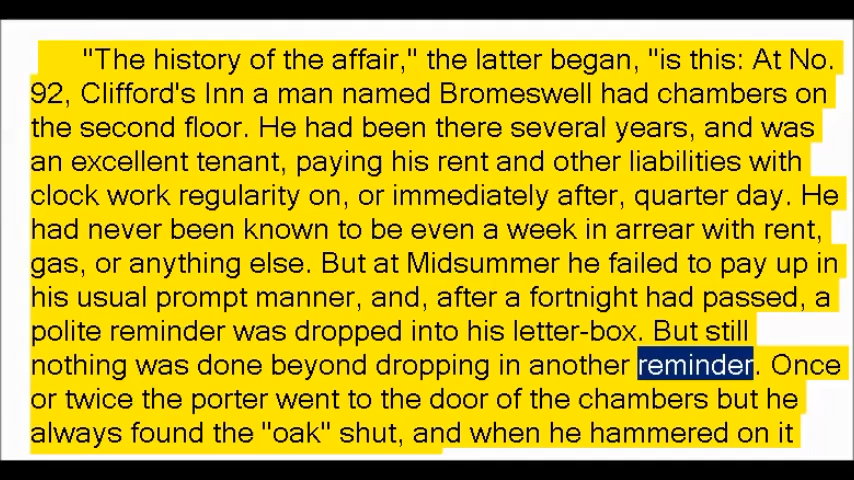 "The history of the affair," the latter began, "is this: At No.
92, Clifford's Inn a man named Bromeswell had chambers on
the second floor. He had been there several years, and was
an excellent tenant, paying his rent and other liabilities with
clock work regularity on, or immediately after, quarter day. He
had never been known to be even a week in arrear with rent,
gas, or anything else. But at Midsummer he failed to pay up in
his usual prompt manner, and, after a fortnight had passed, a
polite reminder was dropped into his letter-box. But still
nothing was done beyond dropping in another reminder. Once
or twice the porter went to the door of the chambers but he
always found the "oak" shut, and when he hammered on it